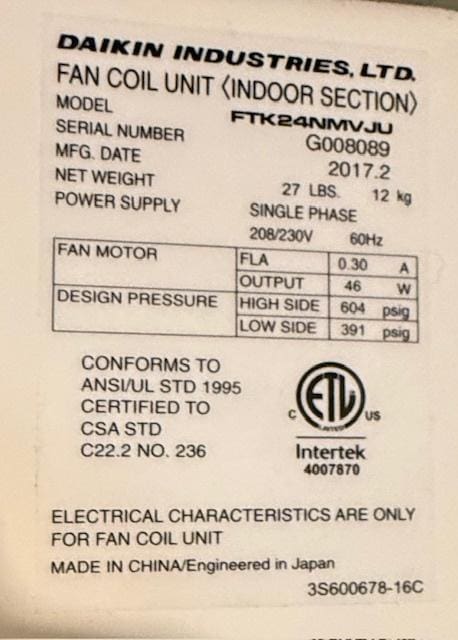 DAIKIN INDUSTRIES, LTD.
FAN COIL UNIT (INDOOR SECTION)
MODEL FTK24NMVJU
SERIAL NUMBER G008089
MFG. DATE 2017.2
NET WEIGHT 27 LBS. 12 kg
POWER SUPPLY SINGLE PHASE
208/230V 60Hz
FAN MOTOR FLA 0.30 A
OUTPUT 46 W
DESIGN PRESSURE HIGH SIDE 604 psig
LOW SIDE 391 psig
CONFORMS TO
ANSI/UL STD 1995
CERTIFIED TO
CSA STD
C22.2 NO. 236
C ETL US
LISTED
Intertek
4007870
ELECTRICAL CHARACTERISTICS ARE ONLY
FOR FAN COIL UNIT
MADE IN CHINA/Engineered in Japan
3S600678-16C